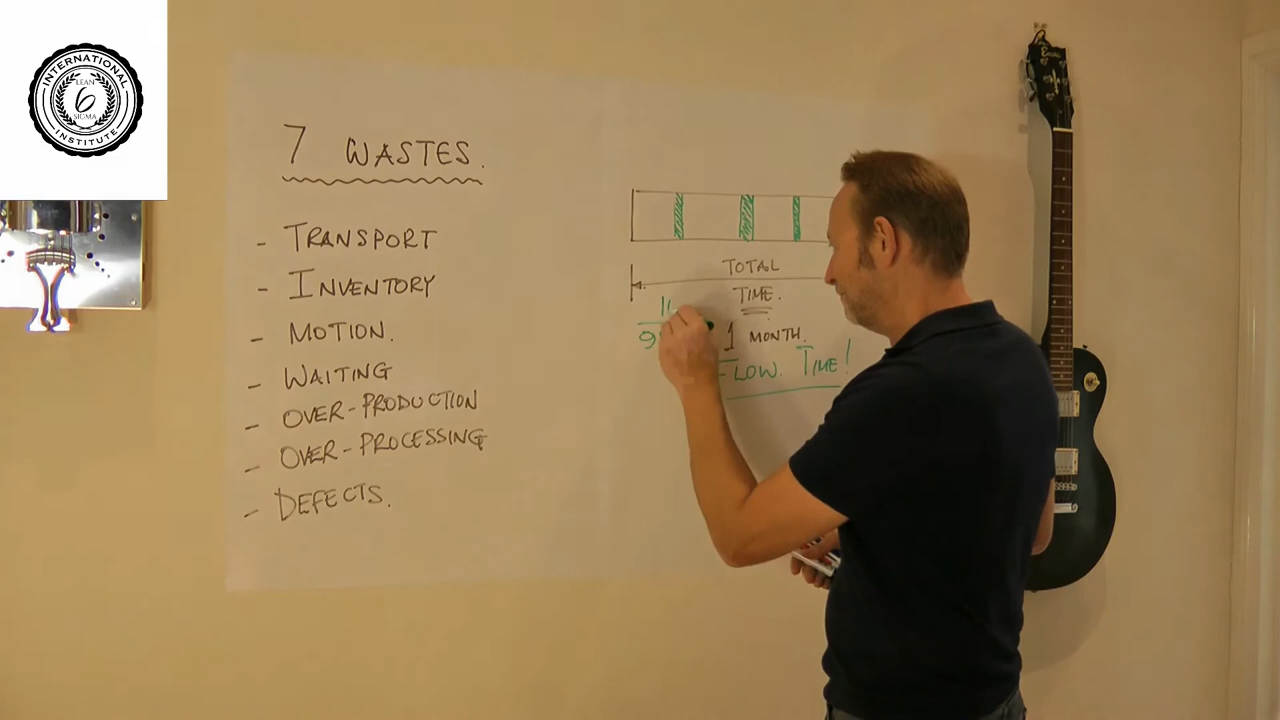 INTERNATIONAL
LEAN
6
SIGMA
INSTITUTE
7 WASTES.
- TRANSPORT
- INVENTORY
- MOTION.
- WAITING
- OVER-PRODUCTION
- OVER-PROCESSING
- DEFECTS.
TOTAL
TIME.
1 MONTH.
FLOW. TIME!